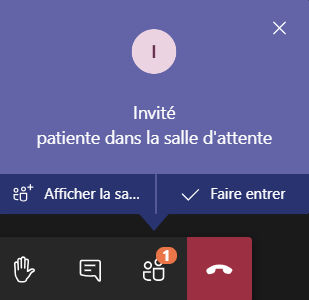 I
Invité
patiente dans la salle d'attente
Afficher la sa...
Faire entrer
1